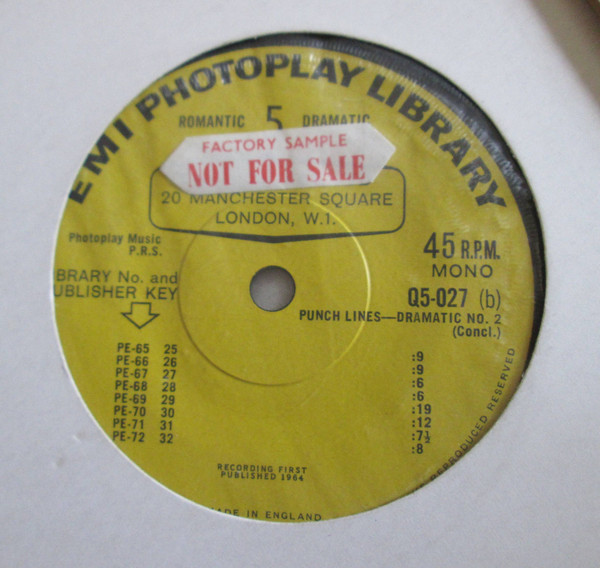 EMI PHOTOPLAY LIBRARY
ROMANTIC 5 DRAMATIC
FACTORY SAMPLE
NOT FOR SALE
20 MANCHESTER SQUARE
LONDON, W.1.
Photoplay Music
P.R.S.
45 R.P.M.
MONO
BRARY No. and
UBLISHER KEY
Q5-027 (b)
PUNCH LINES—DRAMATIC NO. 2
(Concl.)
PE-65 25 :9
PE-66 26 :9
PE-67 27 :6
PE-68 28 :6
PE-69 29 :19
PE-70 30 :12
PE-71 31 :7½
PE-72 32 :8
RECORDING FIRST
PUBLISHED 1964
ADE IN ENGLAND
REPRODUCED RESERVED